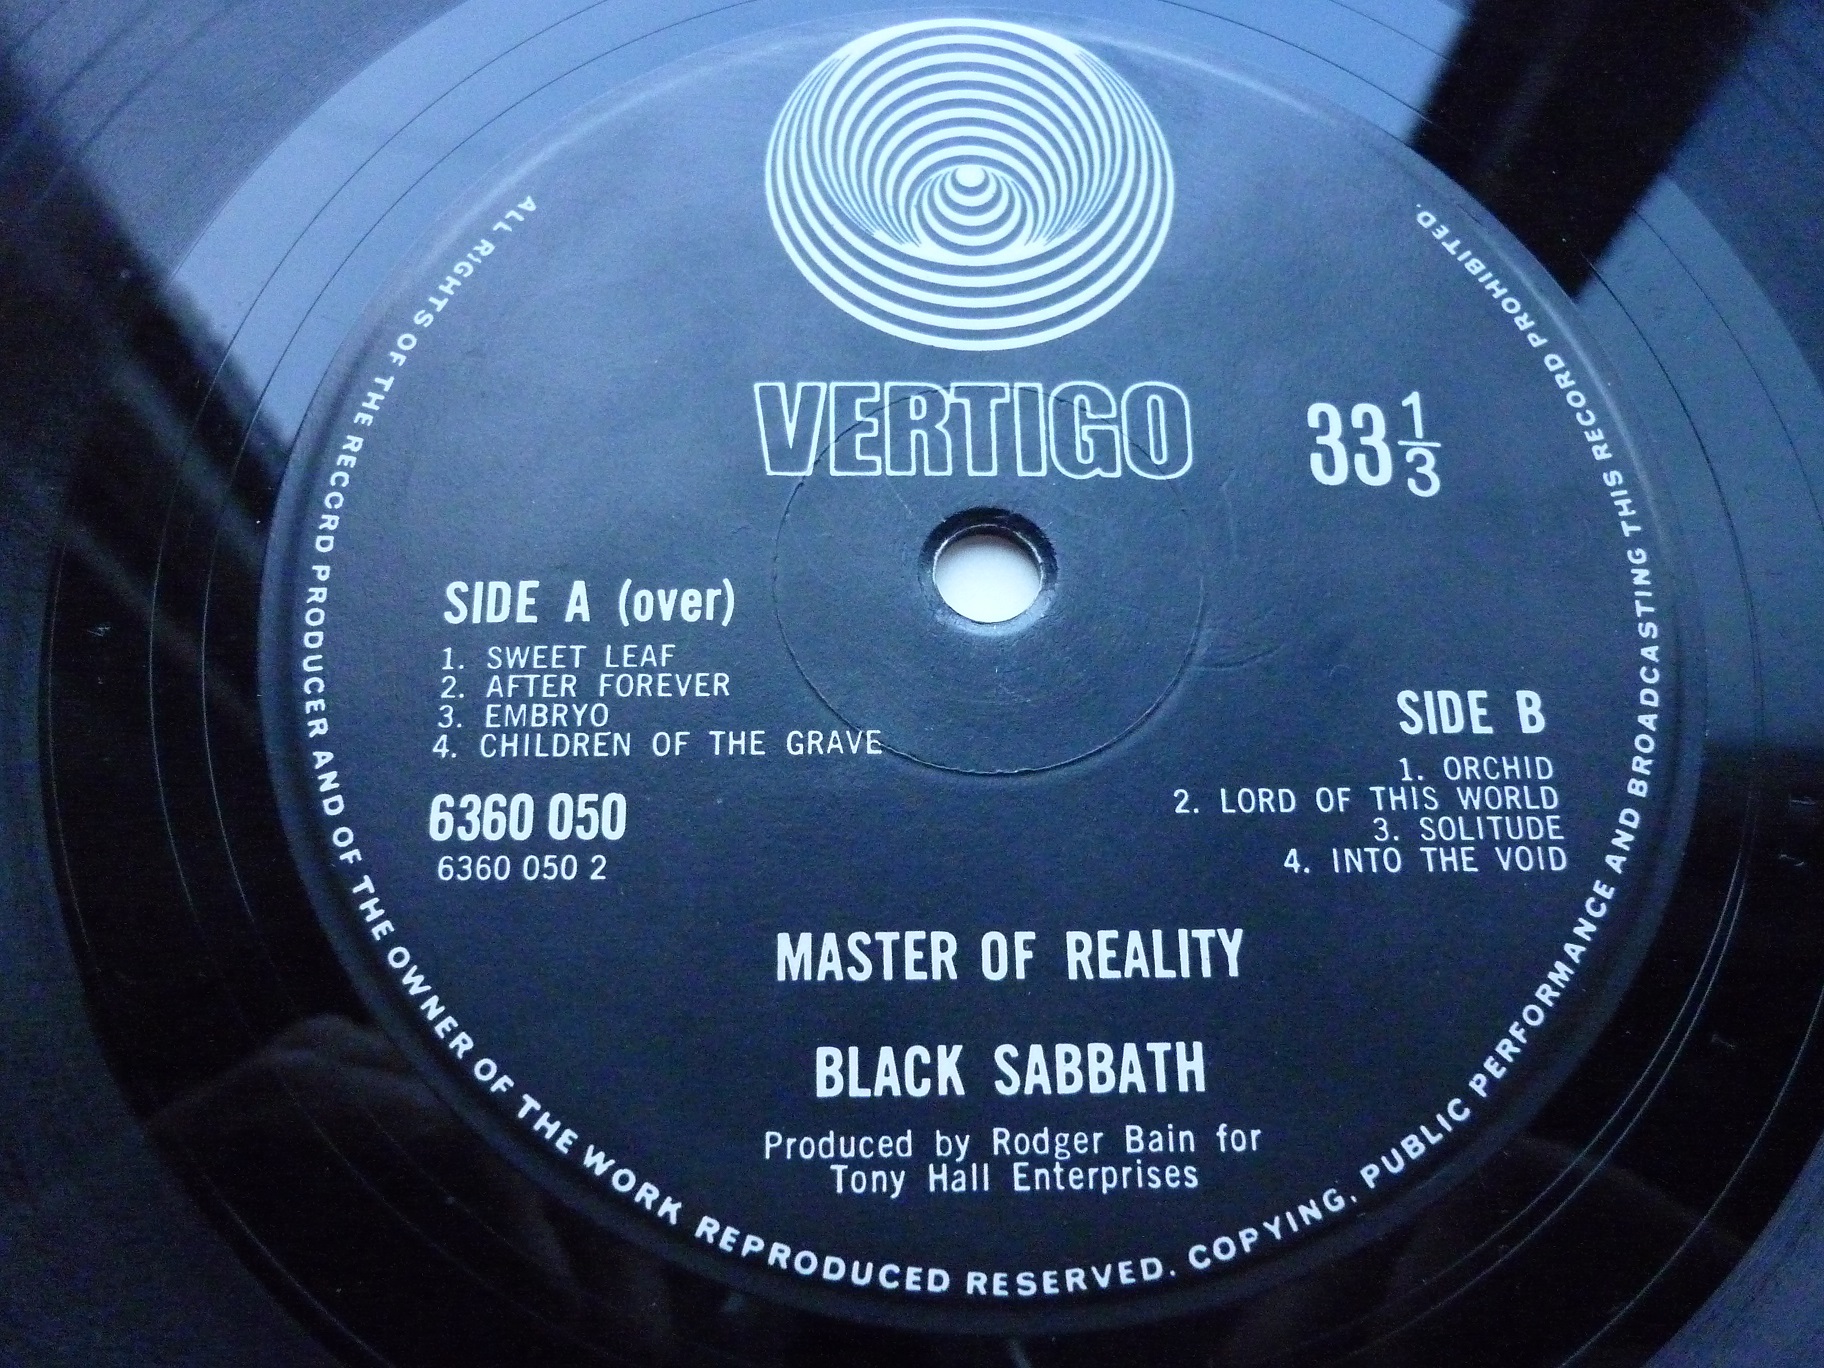 VERTIGO
33 1/3
SIDE A (over)
1. SWEET LEAF
2. AFTER FOREVER
3. EMBRYO
4. CHILDREN OF THE GRAVE
6360 050
6360 050 2
SIDE B
1. ORCHID
2. LORD OF THIS WORLD
3. SOLITUDE
4. INTO THE VOID
MASTER OF REALITY
BLACK SABBATH
Produced by Rodger Bain for
Tony Hall Enterprises
ALL RIGHTS OF THE RECORD PRODUCER AND OF THE OWNER OF THE WORK REPRODUCED RESERVED. COPYING, PUBLIC PERFORMANCE AND BROADCASTING THIS RECORD PROHIBITED.